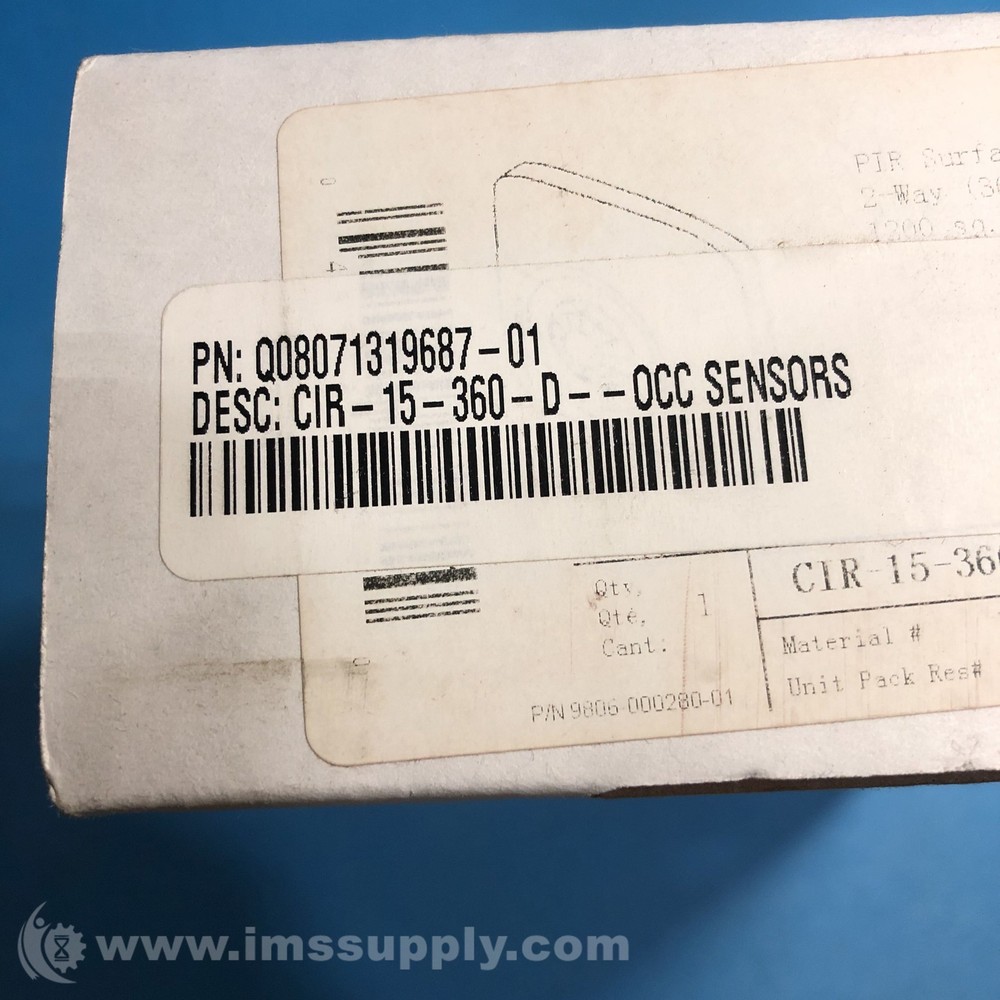 PIR Surfa
2-Way (36
1200 sq.
PN: Q08071319687-01
DESC: CIR-15-360-D--OCC SENSORS
Qty,
Qté,
Cant:
1
CIR-15-360
Material #
Unit Pack Res#
P/N 9806-000280-01
www.imssupply.com